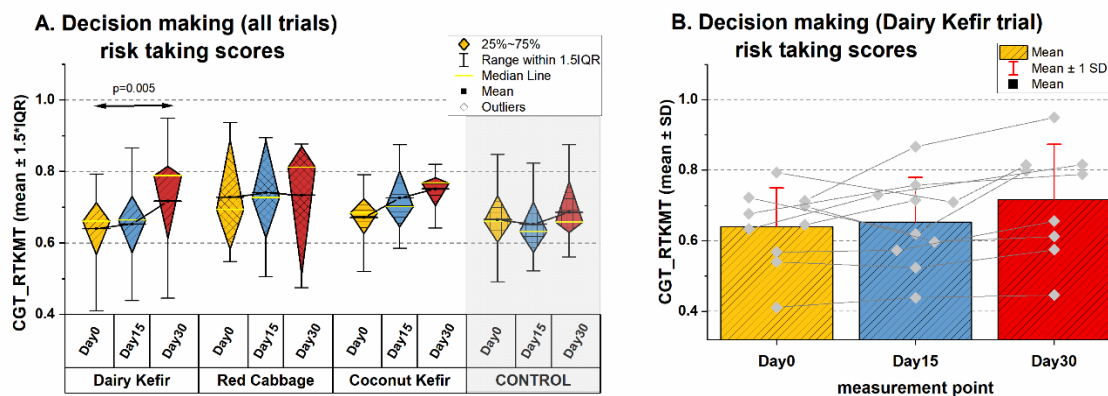 A. Decision making (all trials)
risk taking scores
25%~75%
Range within 1.5IQR
Median Line
Mean
Outliers
p=0.005
CGT_RTKMT (mean ± 1.5*IQR)
1.0
0.8
0.6
0.4
Day0
Day15
Day30
Day0
Day15
Day30
Day0
Day15
Day30
Day0
Day15
Day30
Dairy Kefir
Red Cabbage
Coconut Kefir
CONTROL
B. Decision making (Dairy Kefir trial)
risk taking scores
Mean
Mean ± 1 SD
Mean
CGT_RTKMT (mean ± SD)
1.0
0.8
0.6
0.4
Day0
Day15
Day30
measurement point